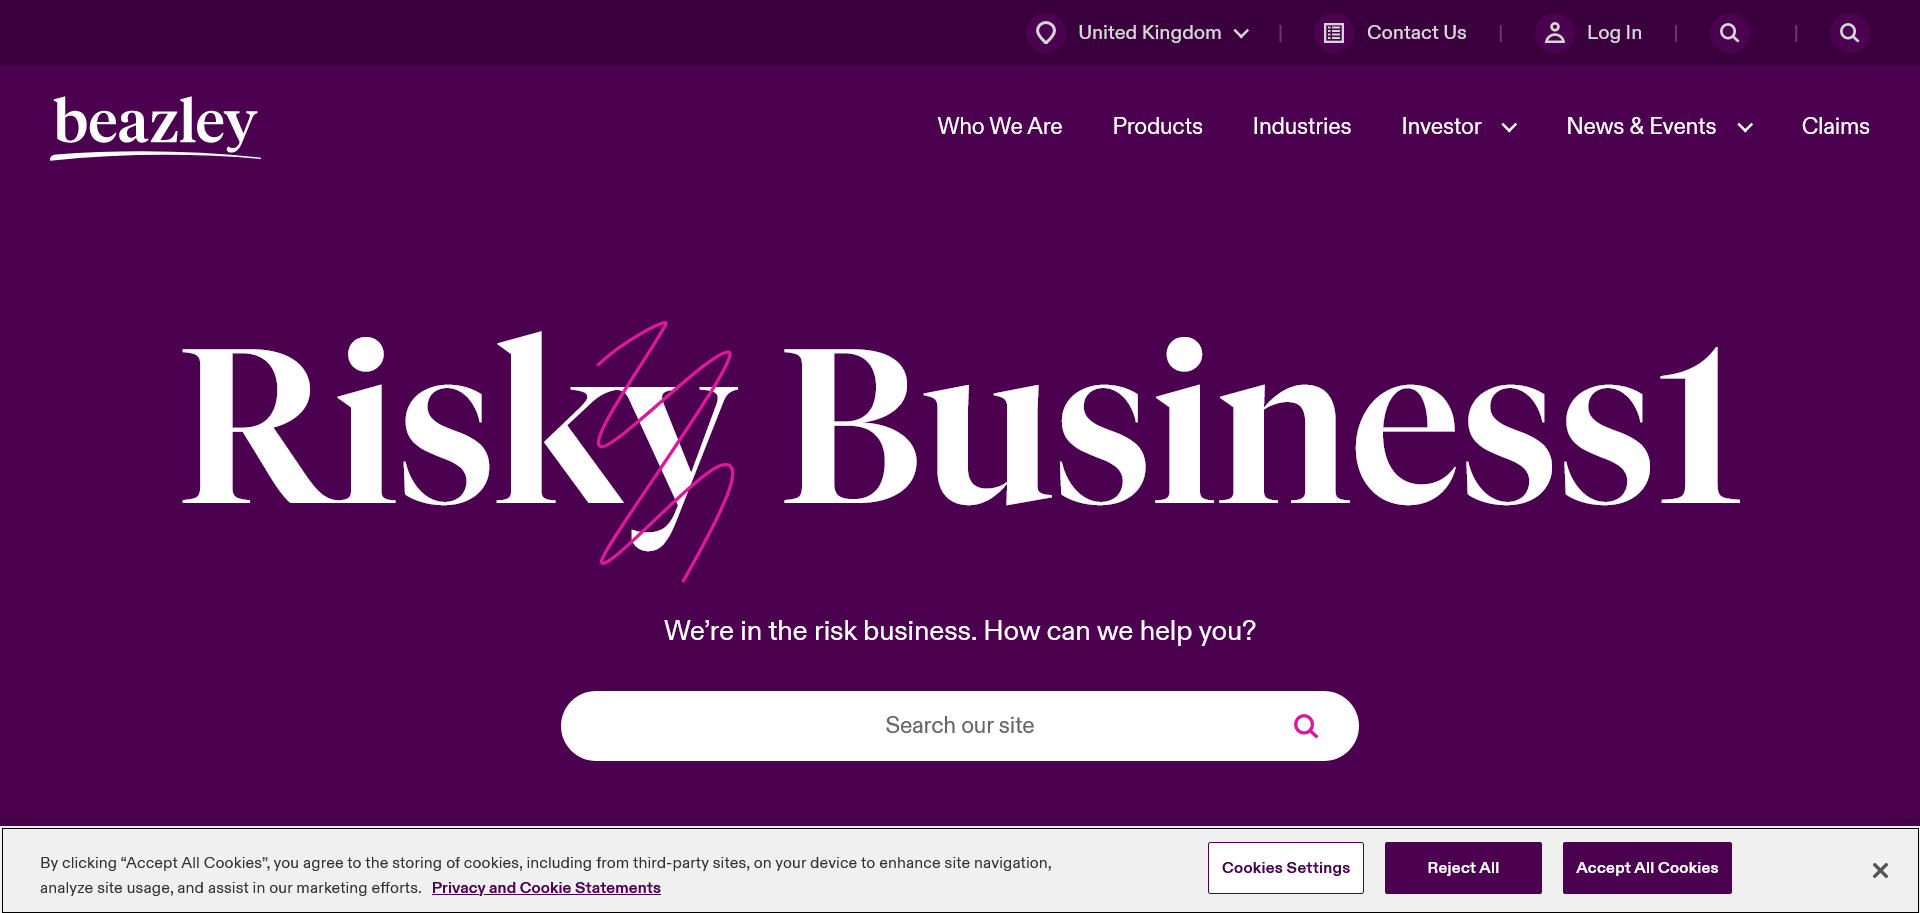 United Kingdom | Contact Us | Log In | |
beazley
Who We Are Products Industries Investor News & Events Claims
Risky Business1
We’re in the risk business. How can we help you?
Search our site
By clicking “Accept All Cookies”, you agree to the storing of cookies, including from third-party sites, on your device to enhance site navigation,
analyze site usage, and assist in our marketing efforts. Privacy and Cookie Statements
Cookies Settings Reject All Accept All Cookies